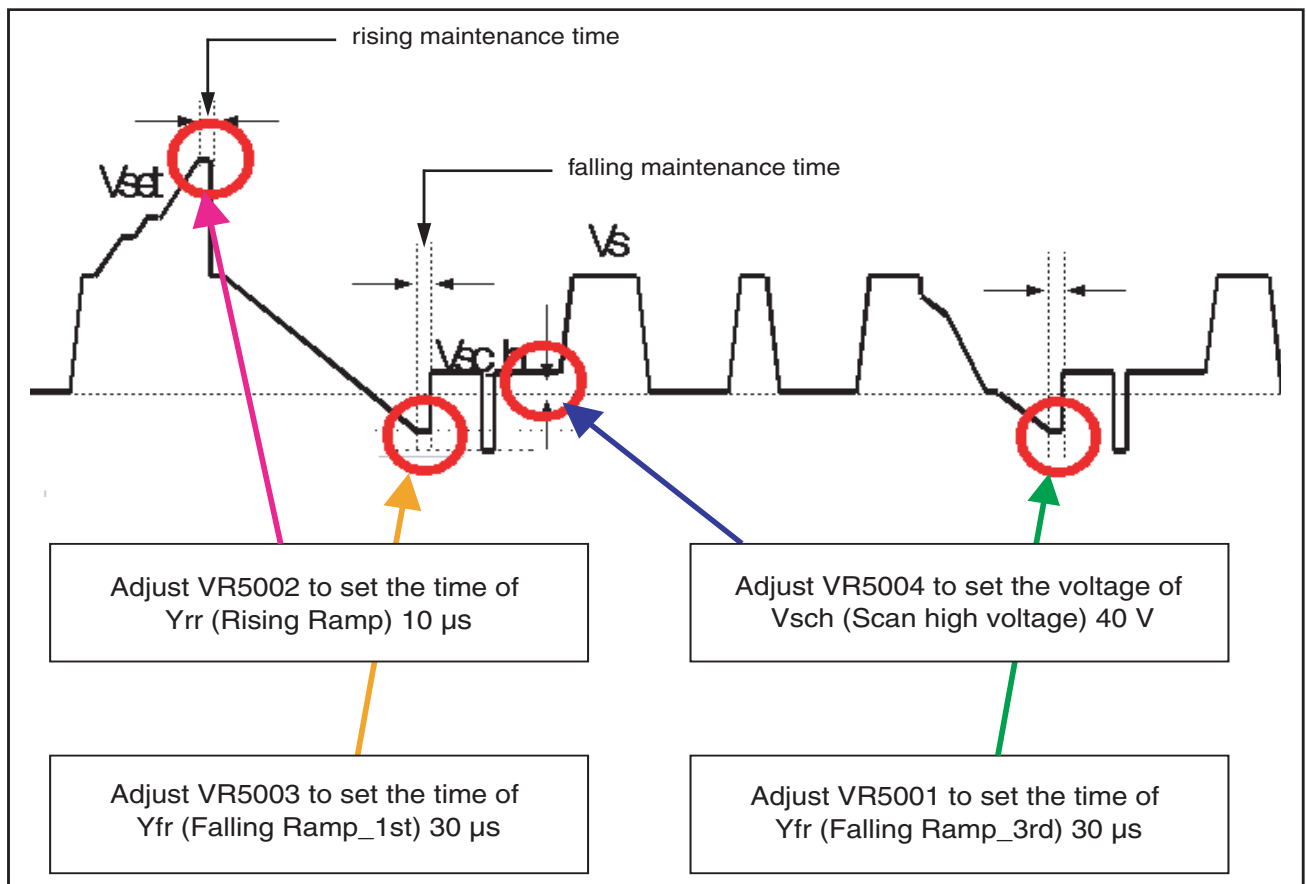 rising maintenance time
falling maintenance time
Vset
Vs
Vsc_h
Adjust VR5002 to set the time of
Yrr (Rising Ramp) 10 µs
Adjust VR5004 to set the voltage of
Vsch (Scan high voltage) 40 V
Adjust VR5003 to set the time of
Yfr (Falling Ramp_1st) 30 µs
Adjust VR5001 to set the time of
Yfr (Falling Ramp_3rd) 30 µs